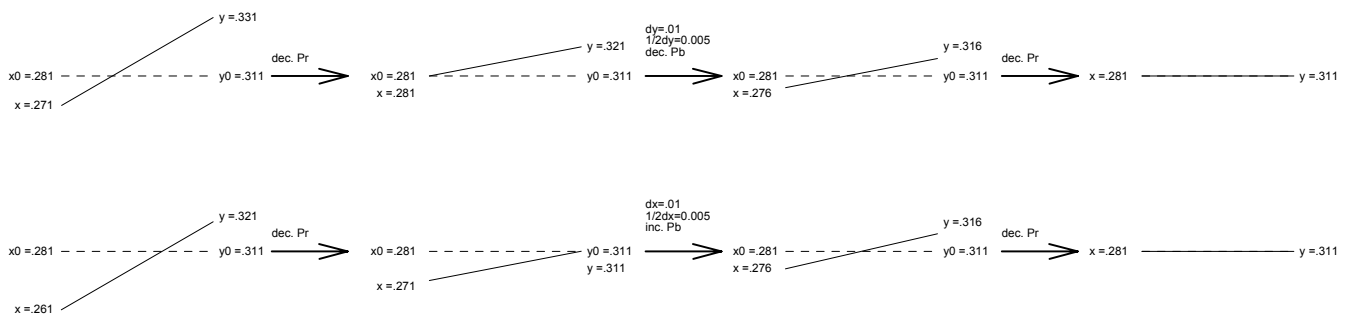 y =.331
dec. Pr
x0 =.281
y0 =.311
x =.271
y =.321
dy=.01
1/2dy=0.005
dec. Pb
x0 =.281
y0 =.311
x =.281
y =.316
dec. Pr
x0 =.281
y0 =.311
x =.276
x =.281
y =.311
y =.321
dec. Pr
x0 =.281
y0 =.311
x =.261
dx=.01
1/2dx=0.005
inc. Pb
x0 =.281
y0 =.311
y =.311
x =.271
y =.316
dec. Pr
x0 =.281
y0 =.311
x =.276
x =.281
y =.311